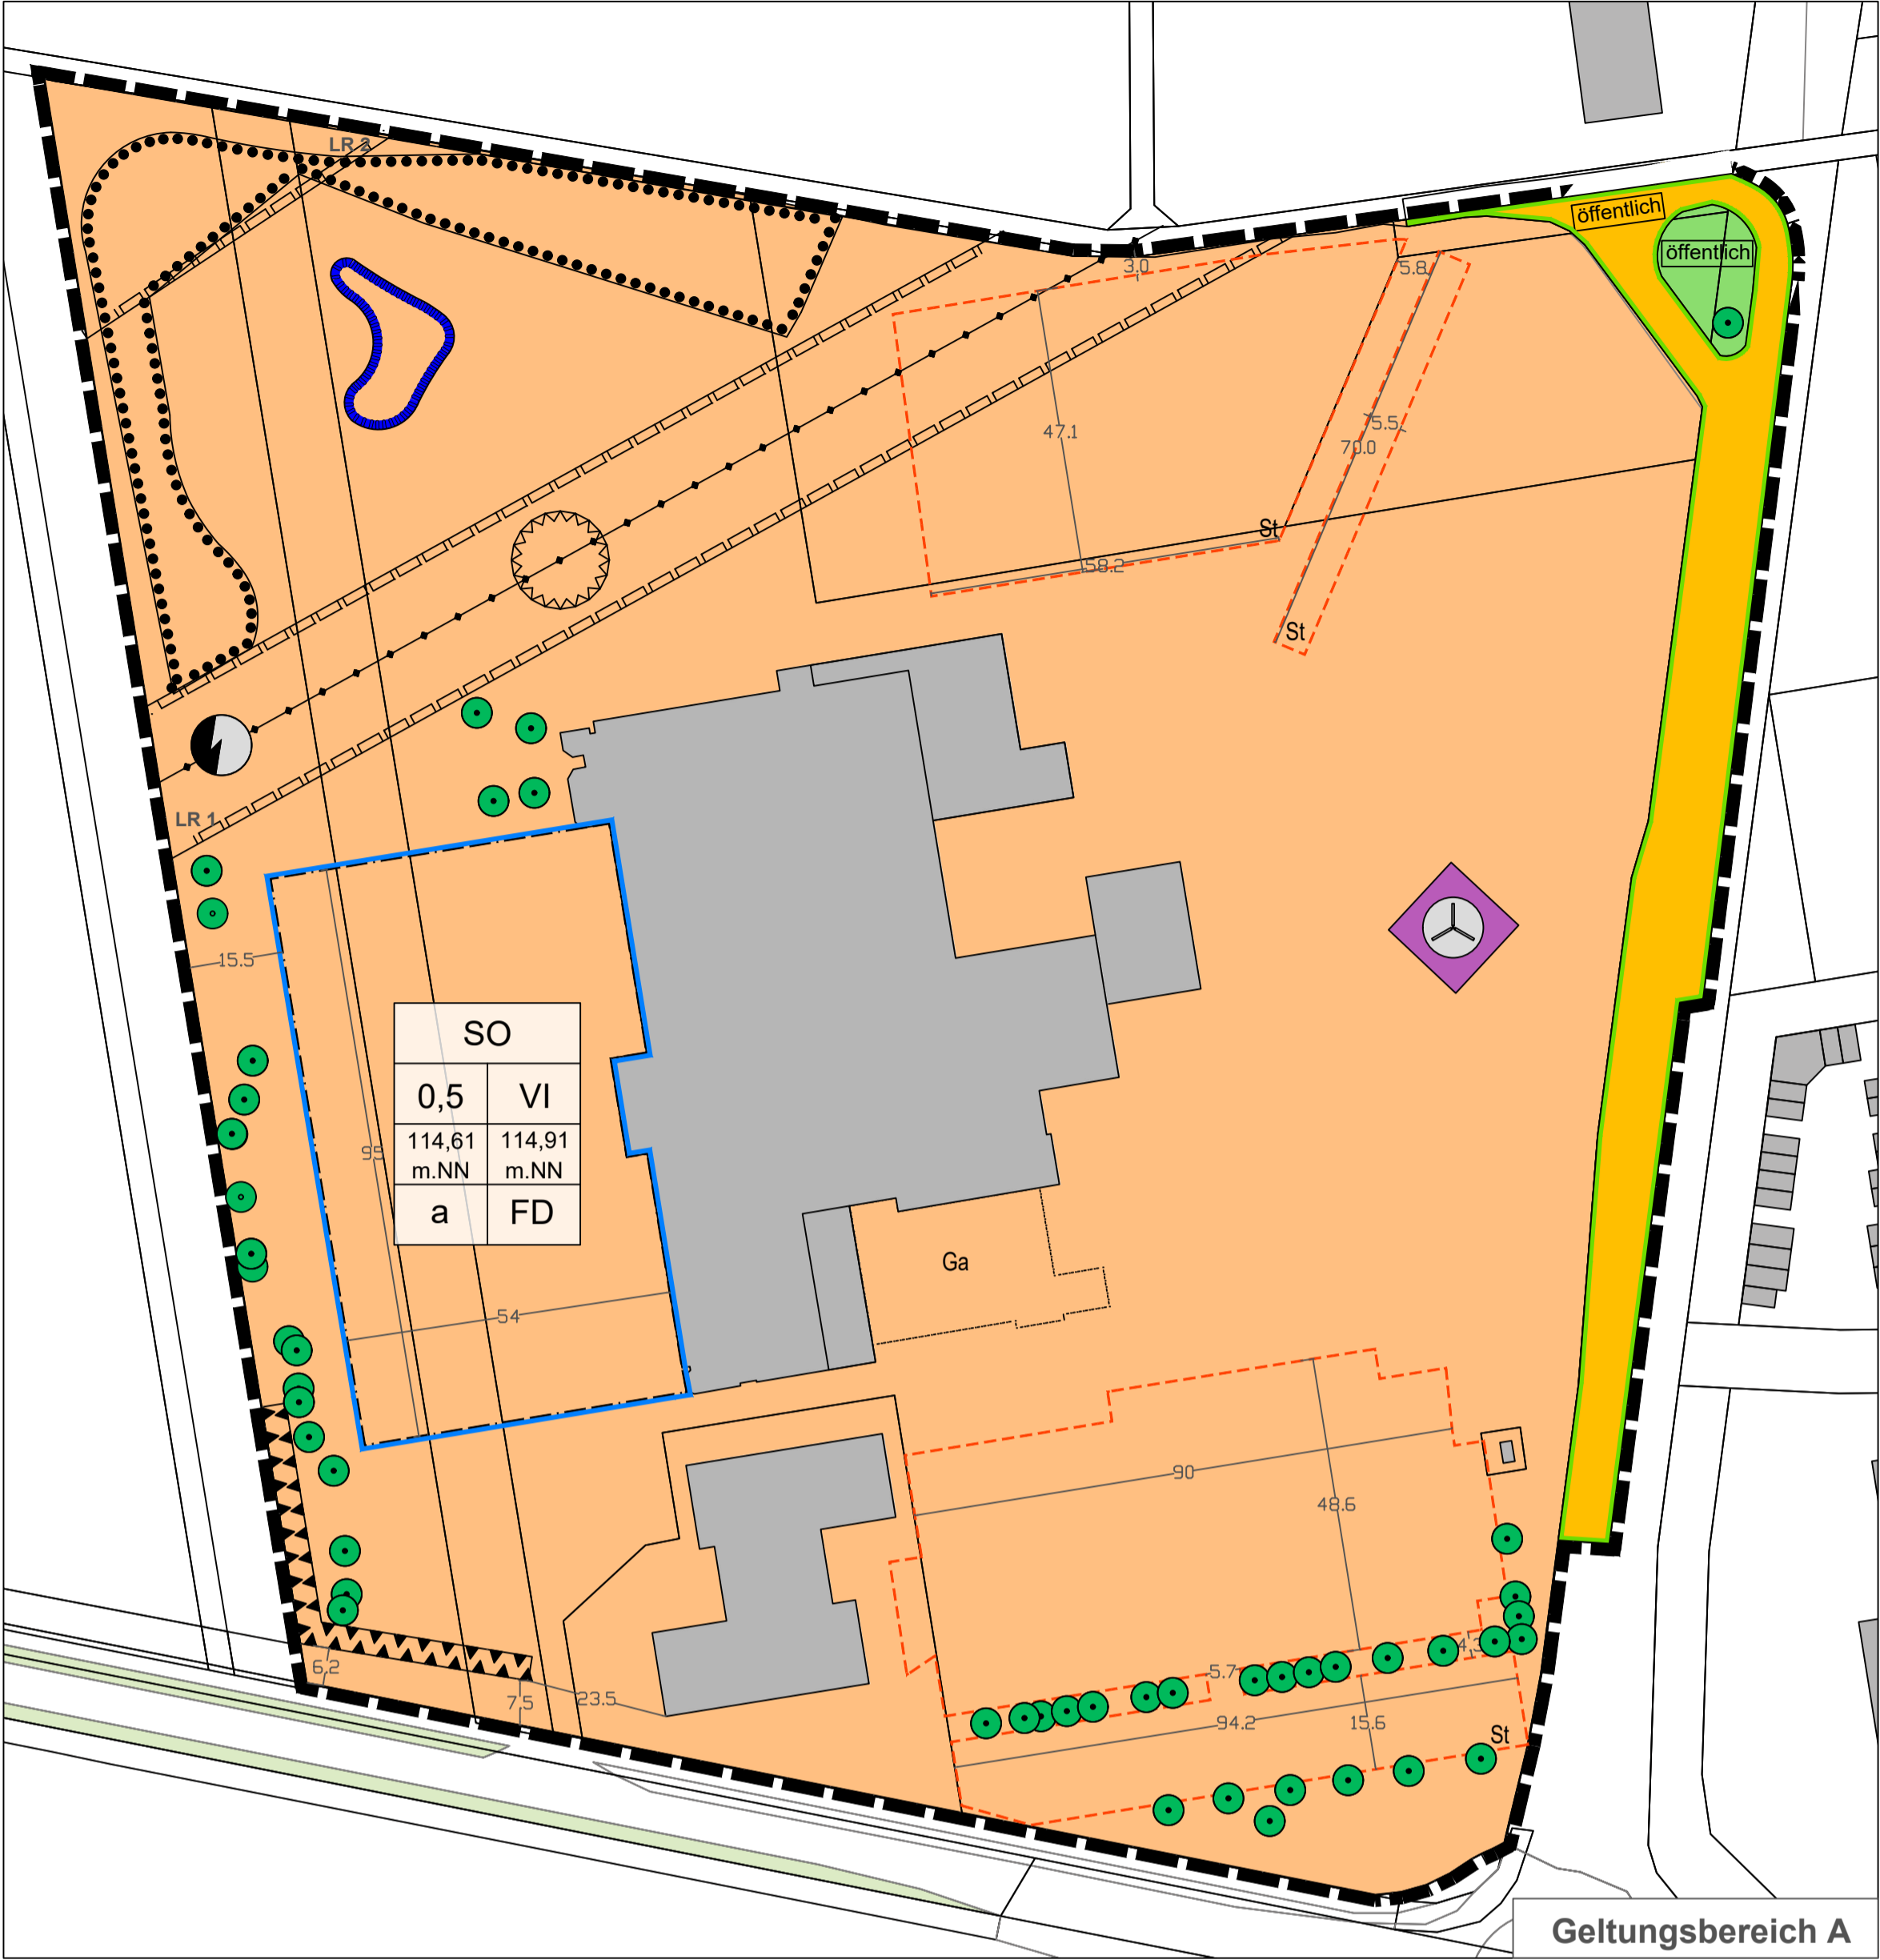 LR 2
öffentlich
öffentlich
3.0
5.8
47.1
5.5
70.0
St
58.2
St
LR 1
15.5
SO
0,5 VI
114,61 114,91
m.NN m.NN
95
a FD
Ga
54
90
48.6
4.3
6.2
5.7
7.5
23.5
94.2
15.6
St
Geltungsbereich A